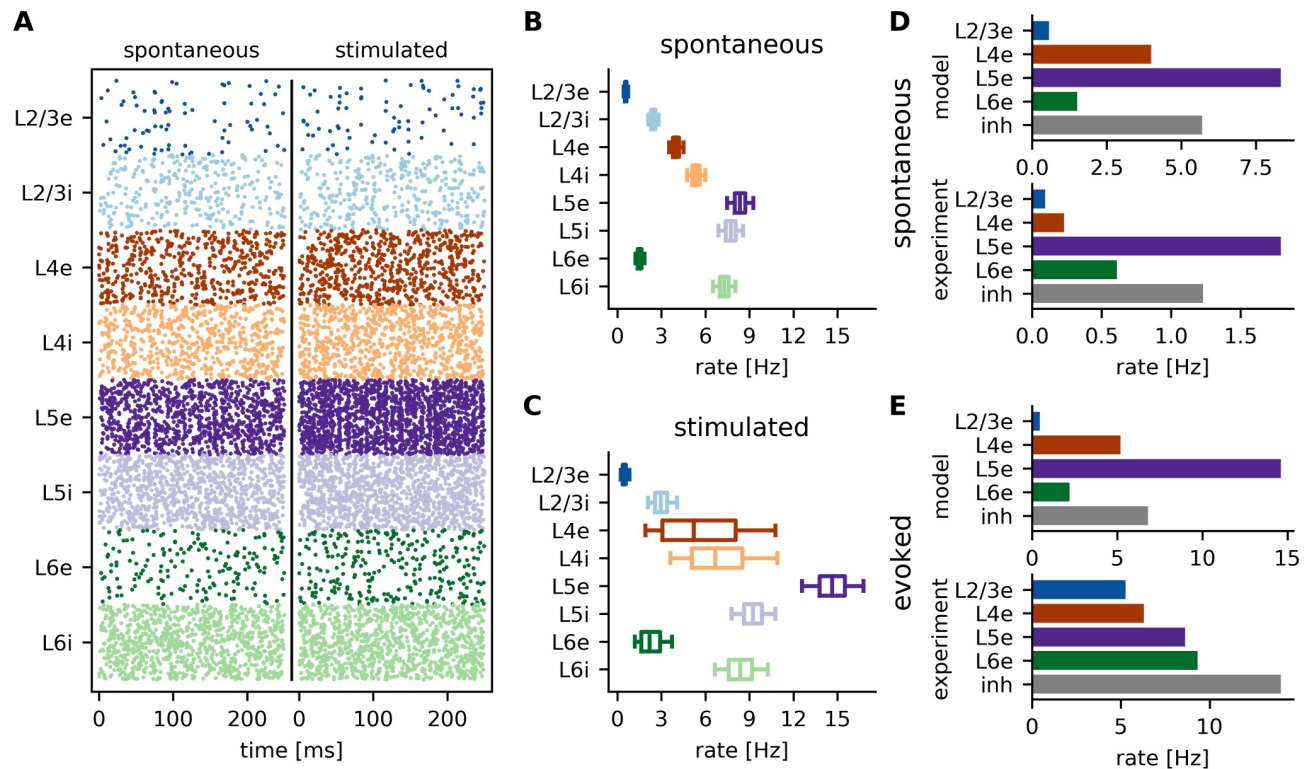 A
spontaneous
stimulated
L2/3e
L2/3i
L4e
L4i
L5e
L5i
L6e
L6i
0
100
200
0
100
200
time [ms]
B
spontaneous
L2/3e
L2/3i
L4e
L4i
L5e
L5i
L6e
L6i
0
3
6
9
12
15
rate [Hz]
C
stimulated
L2/3e
L2/3i
L4e
L4i
L5e
L5i
L6e
L6i
0
3
6
9
12
15
rate [Hz]
D
spontaneous
model
L2/3e
L4e
L5e
L6e
inh
0.0
2.5
5.0
7.5
experiment
L2/3e
L4e
L5e
L6e
inh
0.0
0.5
1.0
1.5
rate [Hz]
E
evoked
model
L2/3e
L4e
L5e
L6e
inh
0
5
10
15
experiment
L2/3e
L4e
L5e
L6e
inh
0
5
10
rate [Hz]